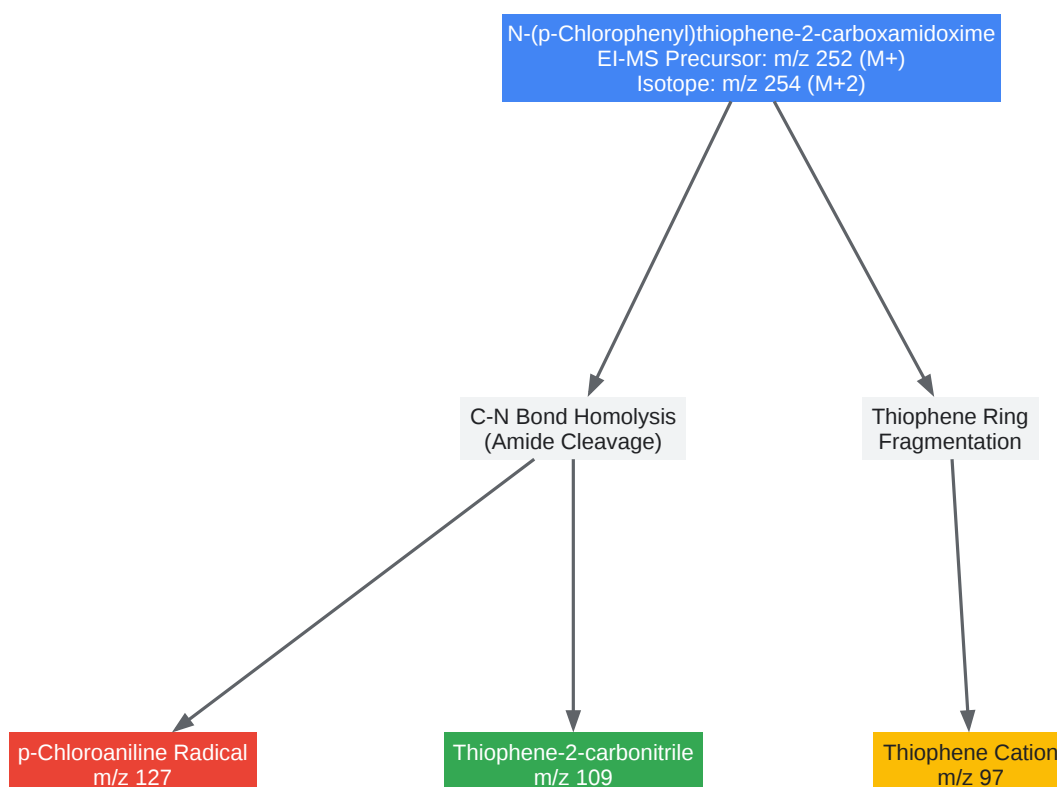 N-(p-Chlorophenyl)thiophene-2-carboxamidoxime
EI-MS Precursor: m/z 252 (M+)
Isotope: m/z 254 (M+2)
C-N Bond Homolysis
(Amide Cleavage)
Thiophene Ring
Fragmentation
p-Chloroaniline Radical
m/z 127
Thiophene-2-carbonitrile
m/z 109
Thiophene Cation
m/z 97